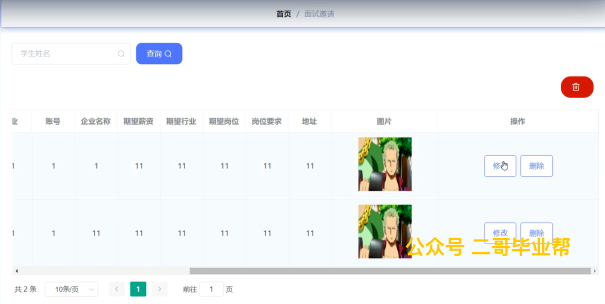 首页 / 面试邀请
学生姓名 查询
业 账号 企业名称 期望薪资 期望行业 期望岗位 岗位要求 地址 图片 操作
1 1 1 11 11 11 11 11 修改 删除
1 1 11 11 11 11 11 11 修改 删除
公众号 二哥毕业帮
共 2 条 10条/页 1 前往 1 页